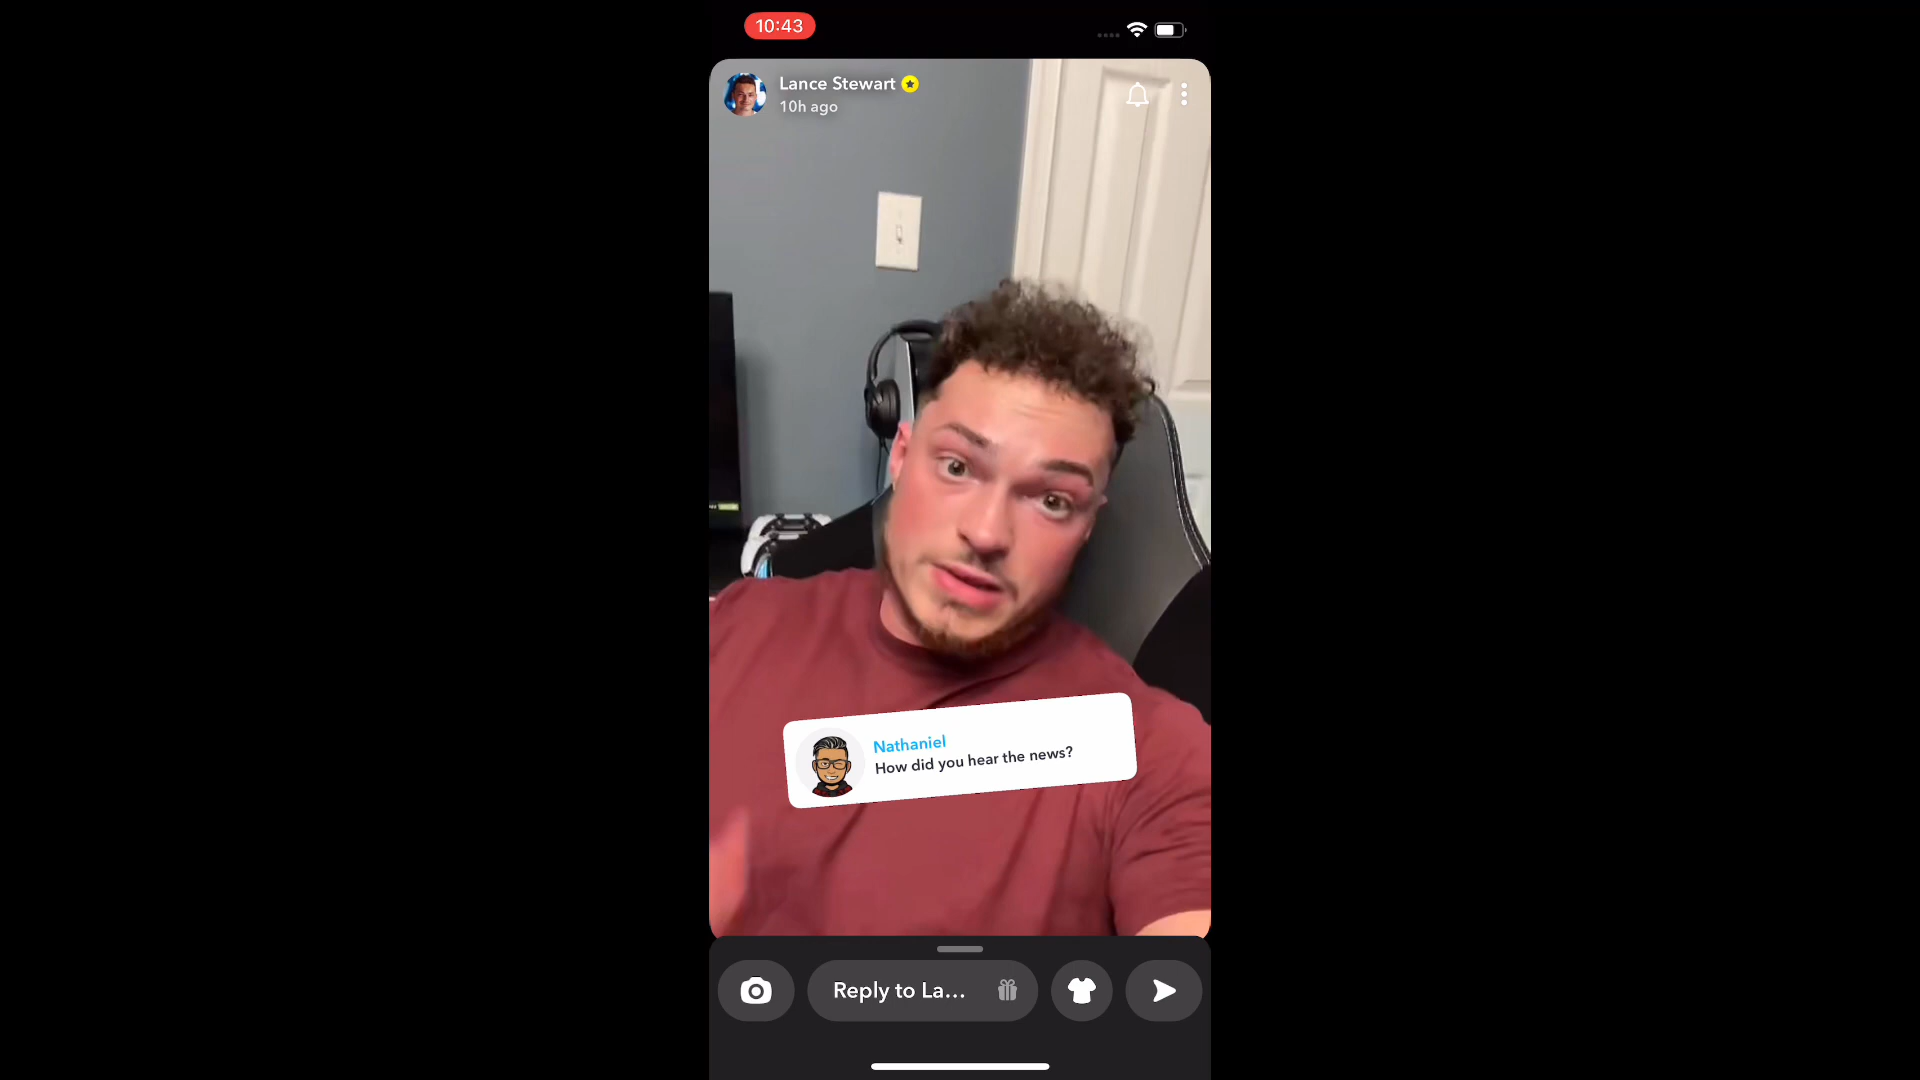 10:43
Lance Stewart
10h ago
Nathaniel
How did you hear the news?
Reply to La...